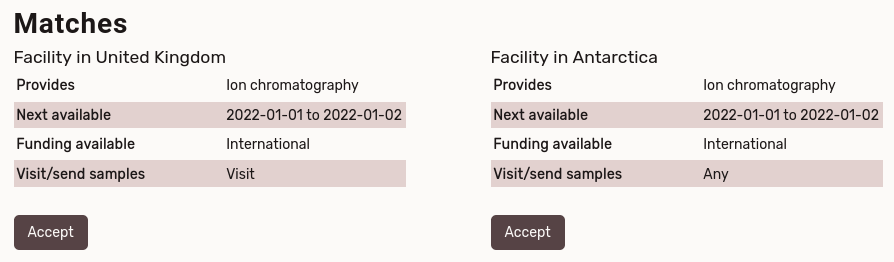 Matches
Facility in United Kingdom
Provides Ion chromatography
Next available 2022-01-01 to 2022-01-02
Funding available International
Visit/send samples Visit
Accept
Facility in Antarctica
Provides Ion chromatography
Next available 2022-01-01 to 2022-01-02
Funding available International
Visit/send samples Any
Accept